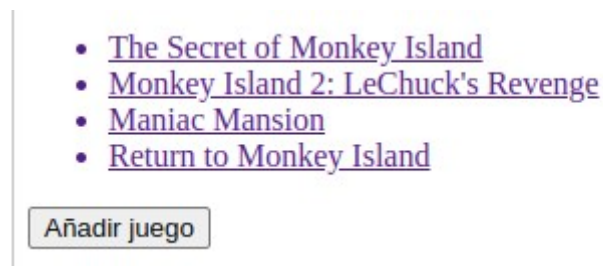 The Secret of Monkey Island
Monkey Island 2: LeChuck's Revenge
Maniac Mansion
Return to Monkey Island
Añadir juego